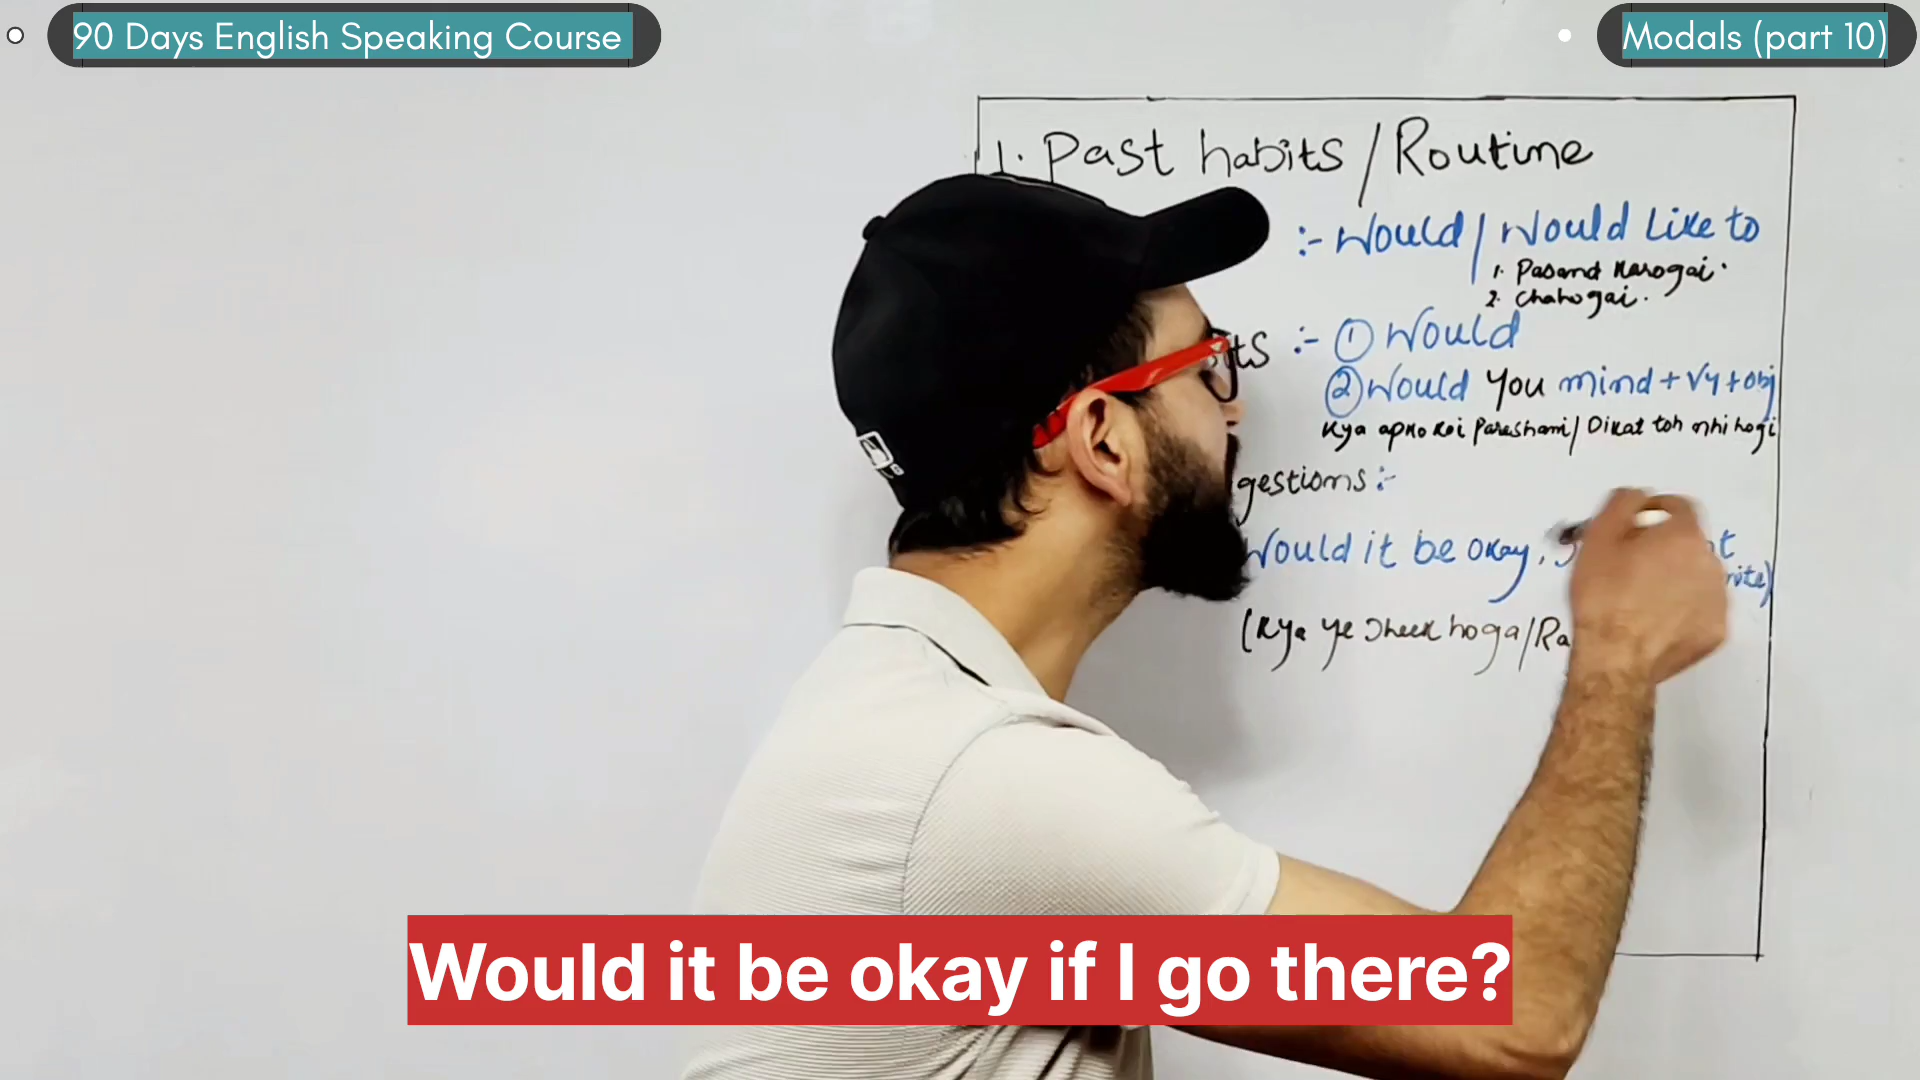 90 Days English Speaking Course
Modals (part 10)
1. Past habits / Routine
:- Would / Would Like to
1. Pasand Karogai.
2. Chahogai.
:- ① Would
② Would you mind + V4 + obj
Kya apko koi Pareshani / Dikat toh nhi hogi
gestions :-
Would it be okay,
(Kya ye Theek hoga/Ra
Would it be okay if I go there?